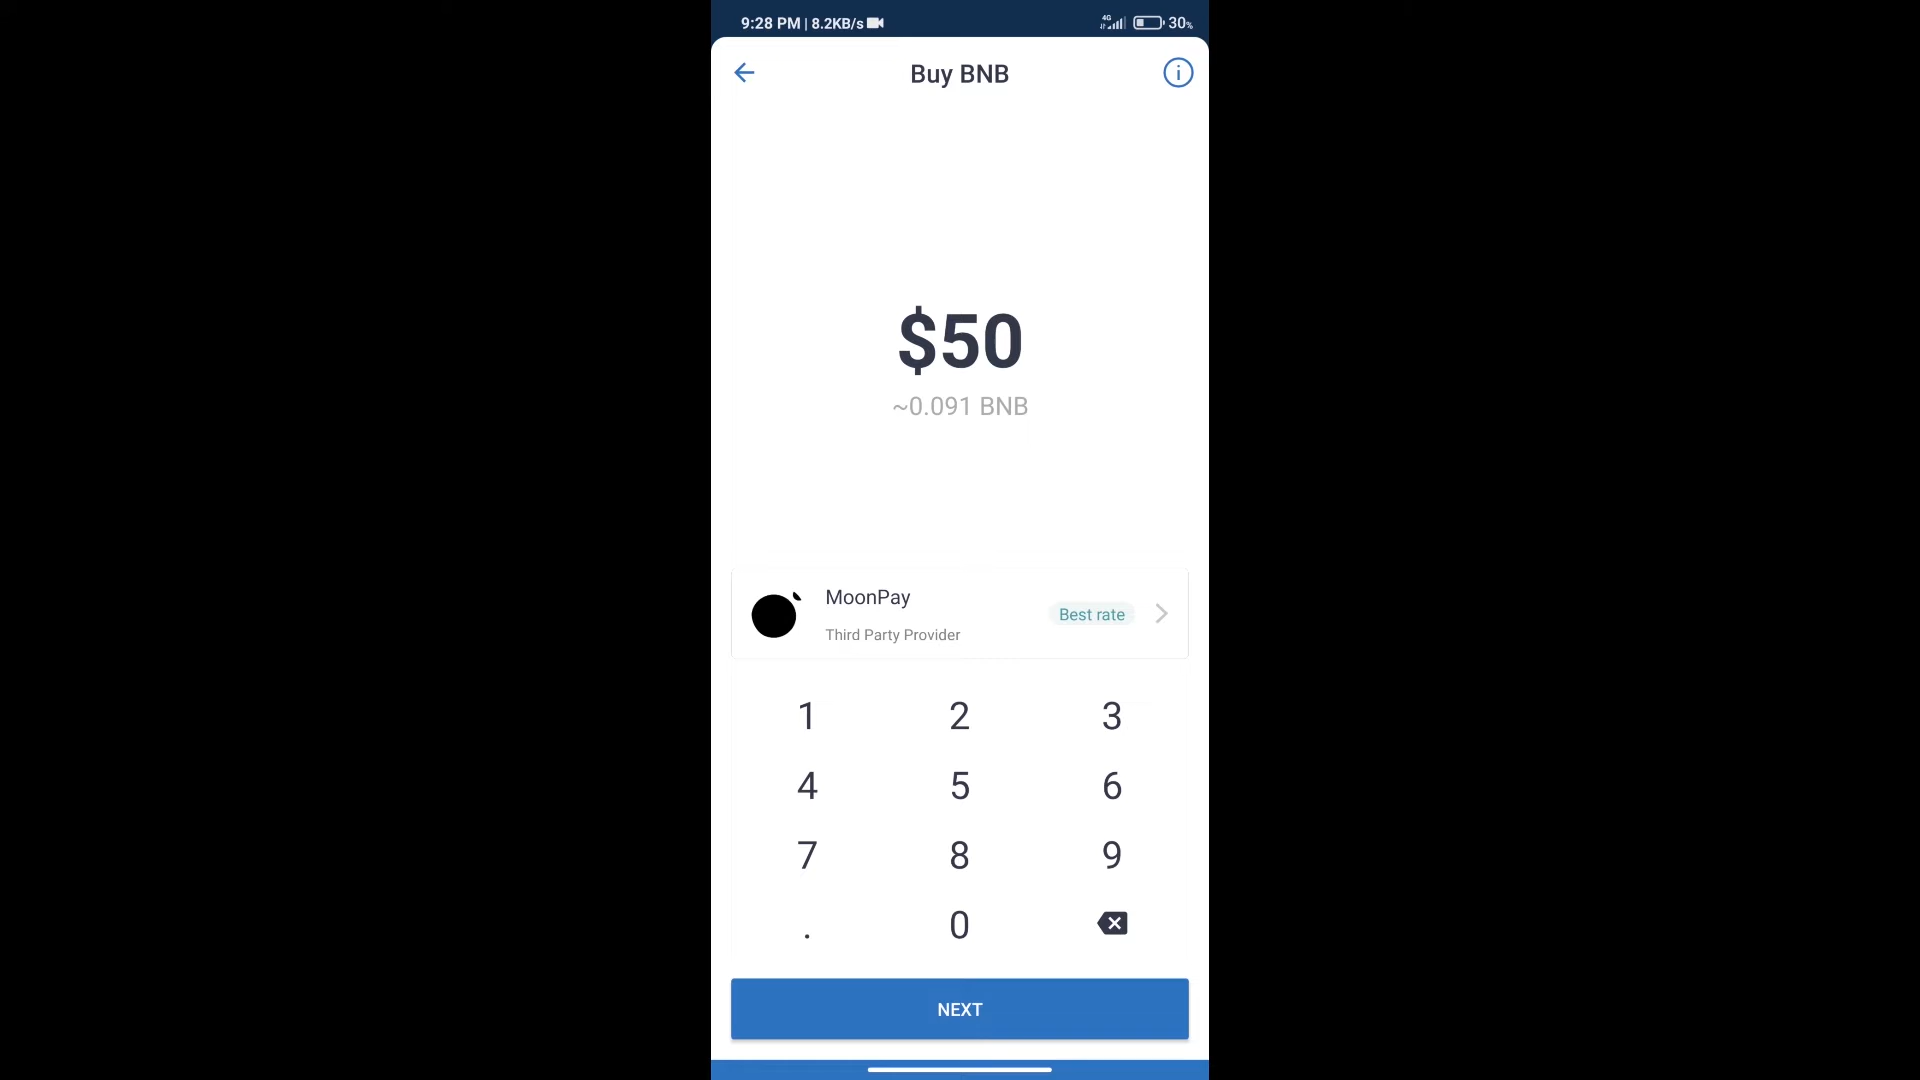 9:28 PM | 8.2KB/s 4G 30%
Buy BNB
$50
~0.091 BNB
MoonPay
Third Party Provider
Best rate
1 2 3
4 5 6
7 8 9
. 0
NEXT